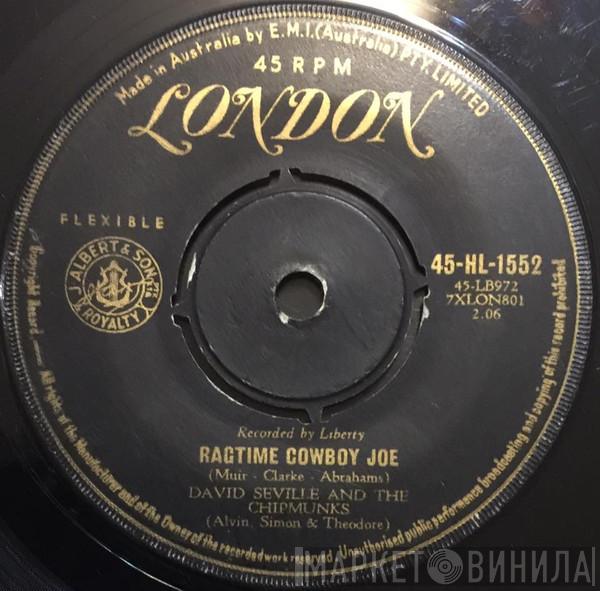 Made in Australia by E.M.I. (Australia) PTY. LIMITED
45 RPM
LONDON
FLEXIBLE
J. ALBERT & SON PTY LTD
ROYALTY
45-HL-1552
45-LB972
7XLON801
2.06
Recorded by Liberty
RAGTIME COWBOY JOE
(Muir - Clarke - Abrahams)
DAVID SEVILLE AND THE
CHIPMUNKS
(Alvin, Simon & Theodore)
Copyright Record — All rights of the Manufacturer and of the Owner of the recorded work reserved. Unauthorised public performance broadcasting and copying of this record prohibited
МАРКЕТ ВИНИЛА